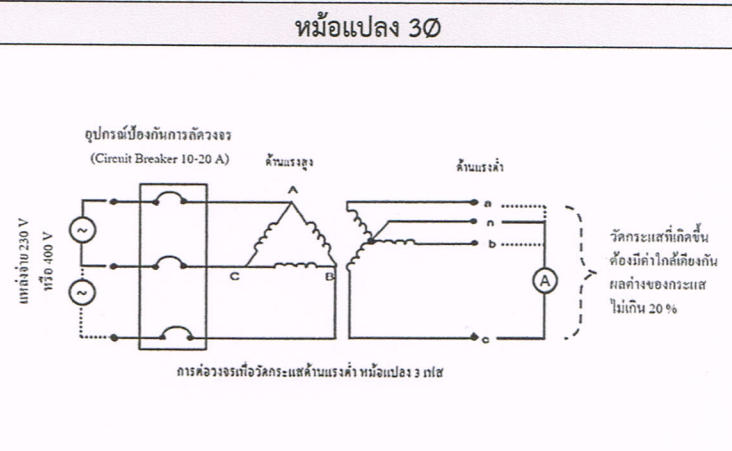 หม้อแปลง 3Ø
อุปกรณ์ป้องกันการลัดวงจร
(Circuit Breaker 10-20 A)
ด้านแรงสูง
ด้านแรงต่ำ
A
a
n
b
แหล่งจ่าย 230 V
หรือ 400 V
~
~
C
B
A
c
วัดกระแสที่เกิดขึ้น
ต้องมีค่าใกล้เคียงกัน
ผลต่างของกระแส
ไม่เกิน 20 %
การต่อวงจรเพื่อวัดกระแสด้านแรงต่ำ หม้อแปลง 3 เฟส